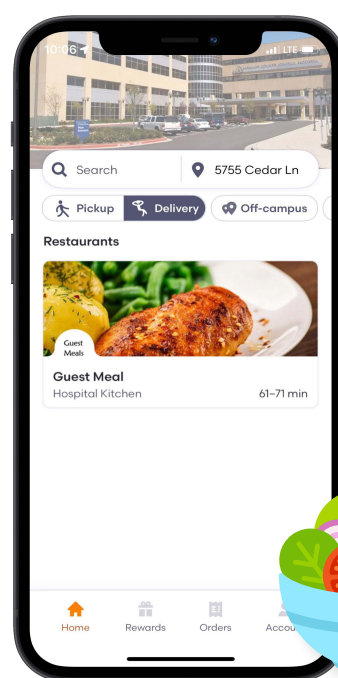 10:06 LTE
Search 5755 Cedar Ln
Pickup Delivery Off-campus
Restaurants
Guest
Meals
Guest Meal
Hospital Kitchen 61–71 min
Home Rewards Orders